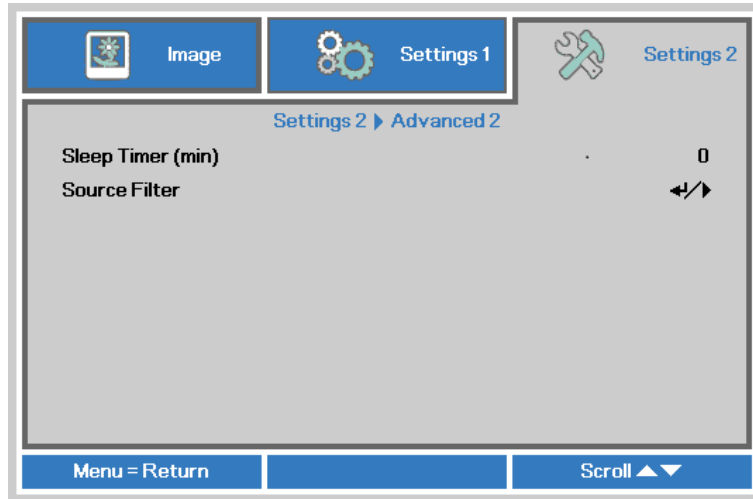 Image
Settings 1
Settings 2
Settings 2 ▶ Advanced 2
Sleep Timer (min) 0
Source Filter ↵/▶
Menu = Return
Scroll ▲▼